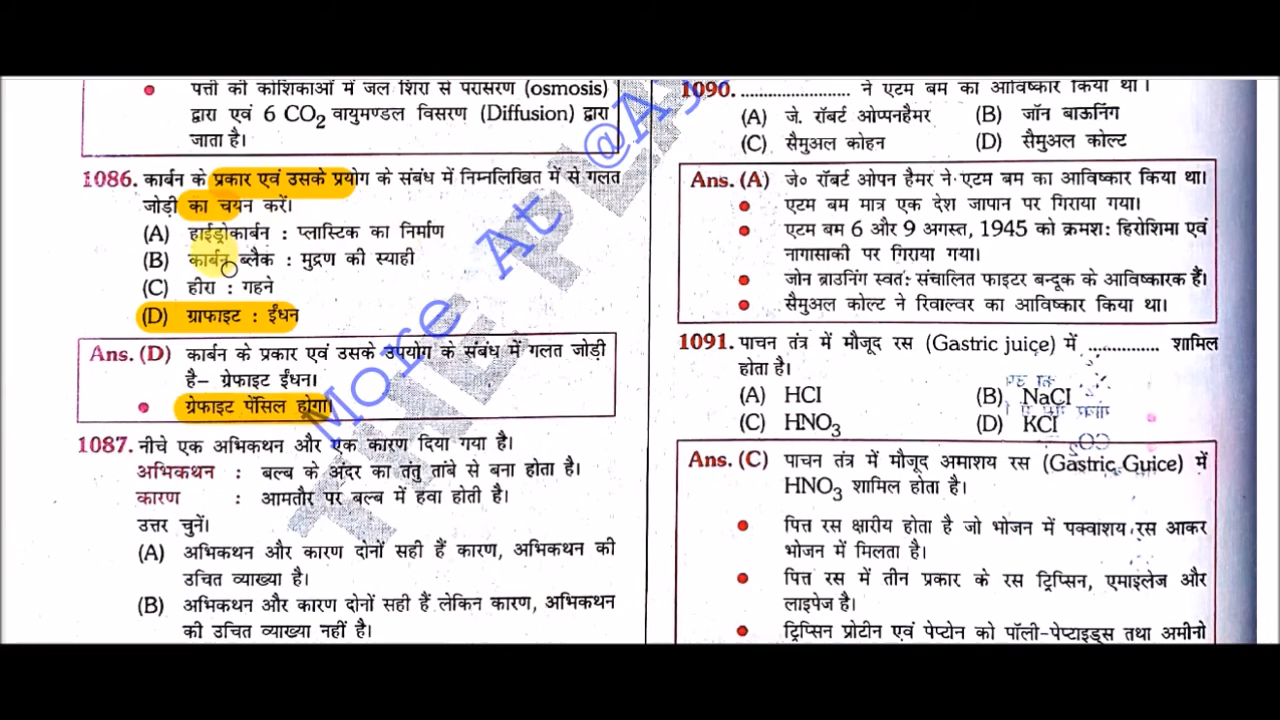 पत्ती की कोशिकाओं में जल शिरा से परासरण (osmosis)
द्वारा एवं 6 CO2 वायुमण्डल विसरण (Diffusion) द्वारा
जाता है।
1086. कार्बन के प्रकार एवं उसके प्रयोग के संबंध में निम्नलिखित में से गलत
जोड़ी का चयन करें।
(A) हाईड्रोकार्बन : प्लास्टिक का निर्माण
(B) कार्बन ब्लैक : मुद्रण की स्याही
(C) हीरा : गहने
(D) ग्राफाइट : ईंधन
Ans. (D) कार्बन के प्रकार एवं उसके उपयोग के संबंध में गलत जोड़ी
है– ग्रेफाइट ईंधन।
ग्रेफाइट पेंसिल होगा।
1087. नीचे एक अभिकथन और एक कारण दिया गया है।
अभिकथन : बल्ब के अंदर का तंतु तांबे से बना होता है।
कारण : आमतौर पर बल्ब में हवा होती है।
उत्तर चुनें।
(A) अभिकथन और कारण दोनों सही हैं कारण, अभिकथन की
उचित व्याख्या है।
(B) अभिकथन और कारण दोनों सही हैं लेकिन कारण, अभिकथन
की उचित व्याख्या नहीं है।
1090. ........................ ने एटम बम का आविष्कार किया था।
(A) जे. रॉबर्ट ओप्पनहैमर (B) जॉन बाऊनिंग
(C) सैमुअल कोहन (D) सैमुअल कोल्ट
Ans. (A) जे० रॉबर्ट ओपन हैमर ने एटम बम का आविष्कार किया था।
एटम बम मात्र एक देश जापान पर गिराया गया।
एटम बम 6 और 9 अगस्त, 1945 को क्रमश: हिरोशिमा एवं
नागासाकी पर गिराया गया।
जोन ब्राउनिंग स्वत: संचालित फाइटर बन्दूक के आविष्कारक हैं।
सैमुअल कोल्ट ने रिवाल्वर का आविष्कार किया था।
1091. पाचन तंत्र में मौजूद रस (Gastric juice) में ............... शामिल
होता है।
(A) HCl (B) NaCl
(C) HNO3 (D) KCl
Ans. (C) पाचन तंत्र में मौजूद अमाशय रस (Gastric Guice) में
HNO3 शामिल होता है।
पित्त रस क्षारीय होता है जो भोजन में पक्वाशय रस आकर
भोजन में मिलता है।
पित्त रस में तीन प्रकार के रस ट्रिप्सिन, एमाइलेज और
लाइपेज है।
ट्रिप्सिन प्रोटीन एवं पेप्टोन को पॉली-पेप्टाइड्स तथा अमीनो
More At @Aj